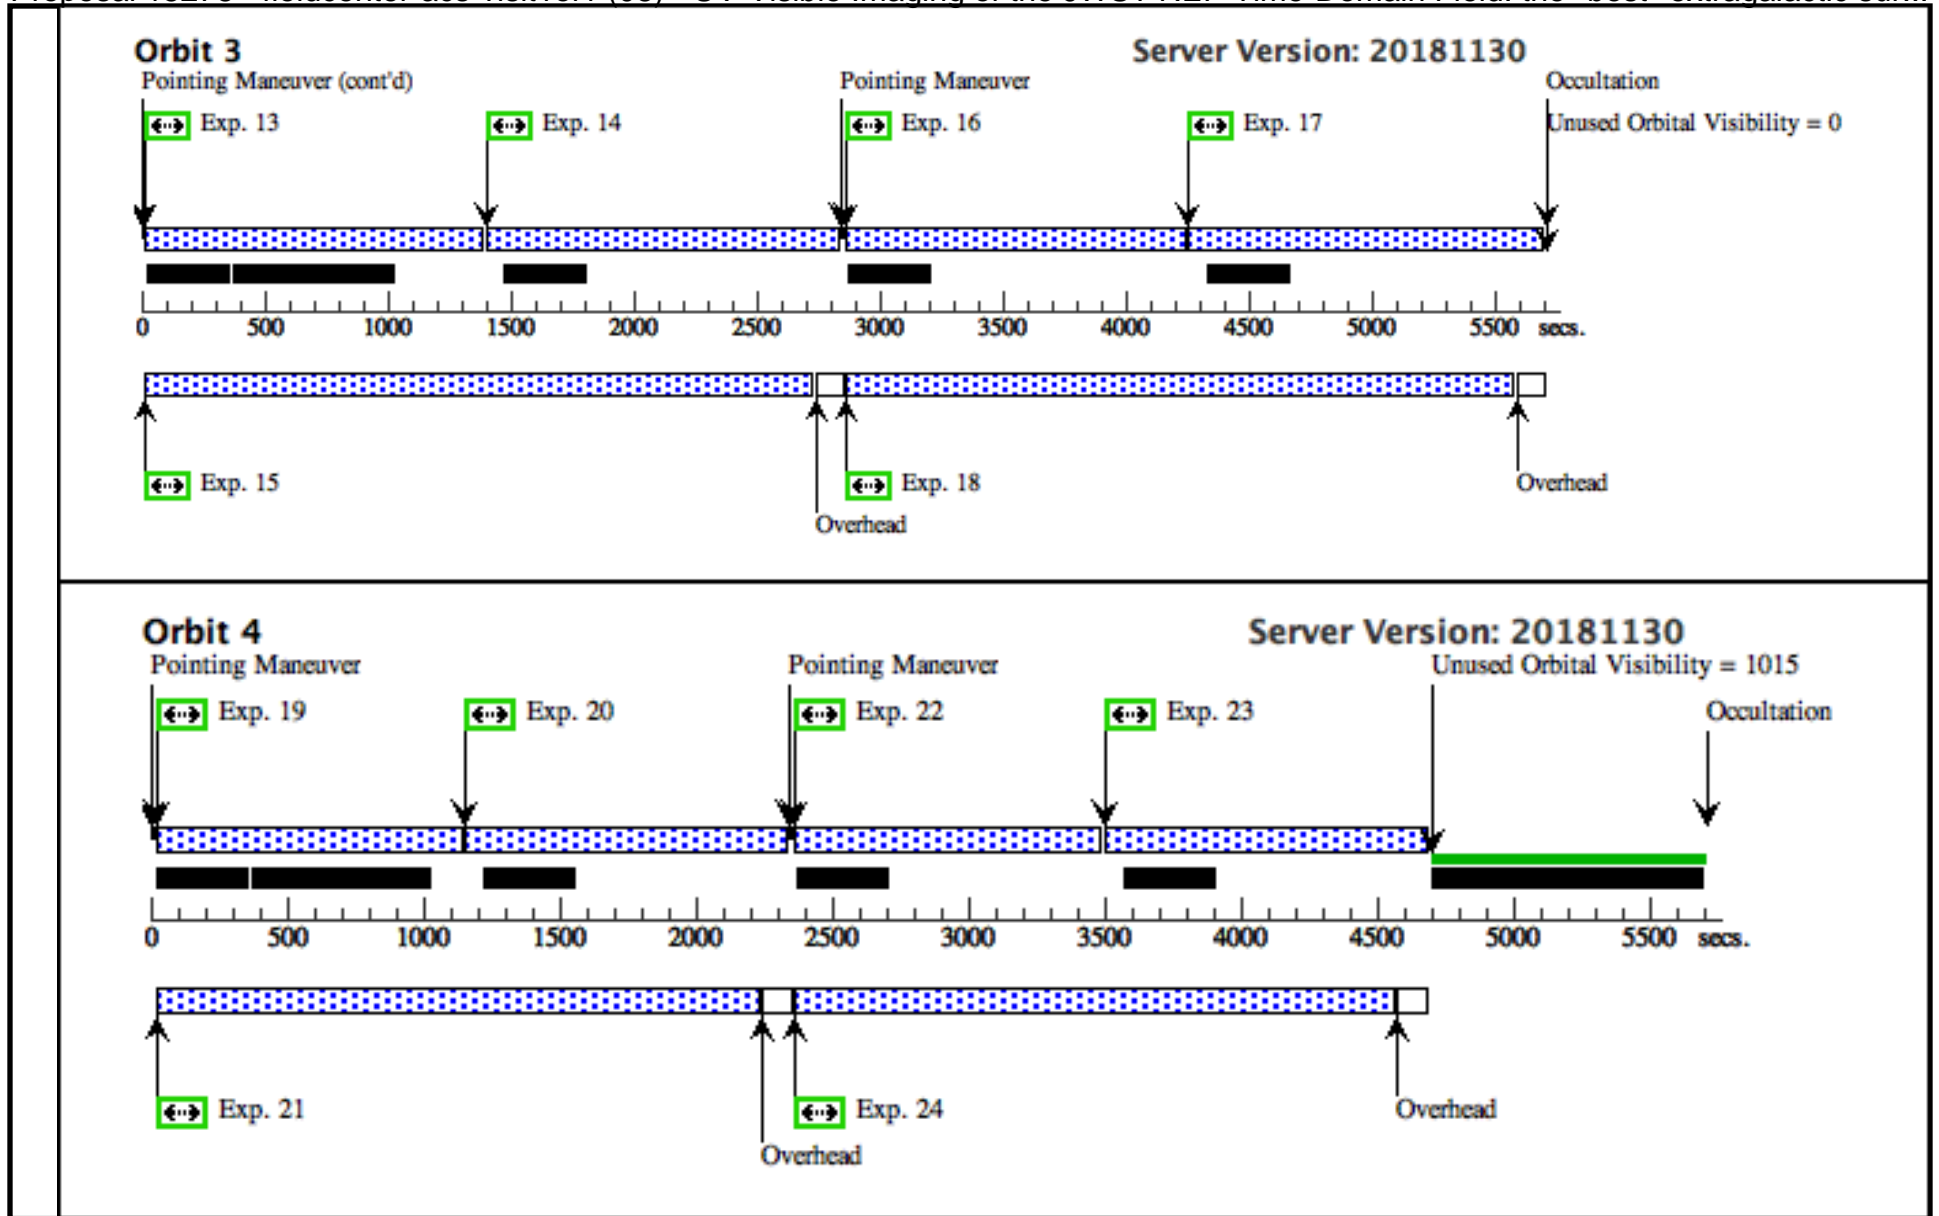 Orbit 3
Server Version: 20181130
Pointing Maneuver (cont'd)
Pointing Maneuver
Occultation
Exp. 13
Exp. 14
Exp. 16
Exp. 17
Unused Orbital Visibility = 0
0 500 1000 1500 2000 2500 3000 3500 4000 4500 5000 5500 secs.
Exp. 15
Exp. 18
Overhead
Overhead
Orbit 4
Server Version: 20181130
Pointing Maneuver
Pointing Maneuver
Unused Orbital Visibility = 1015
Exp. 19
Exp. 20
Exp. 22
Exp. 23
Occultation
0 500 1000 1500 2000 2500 3000 3500 4000 4500 5000 5500 secs.
Exp. 21
Exp. 24
Overhead
Overhead